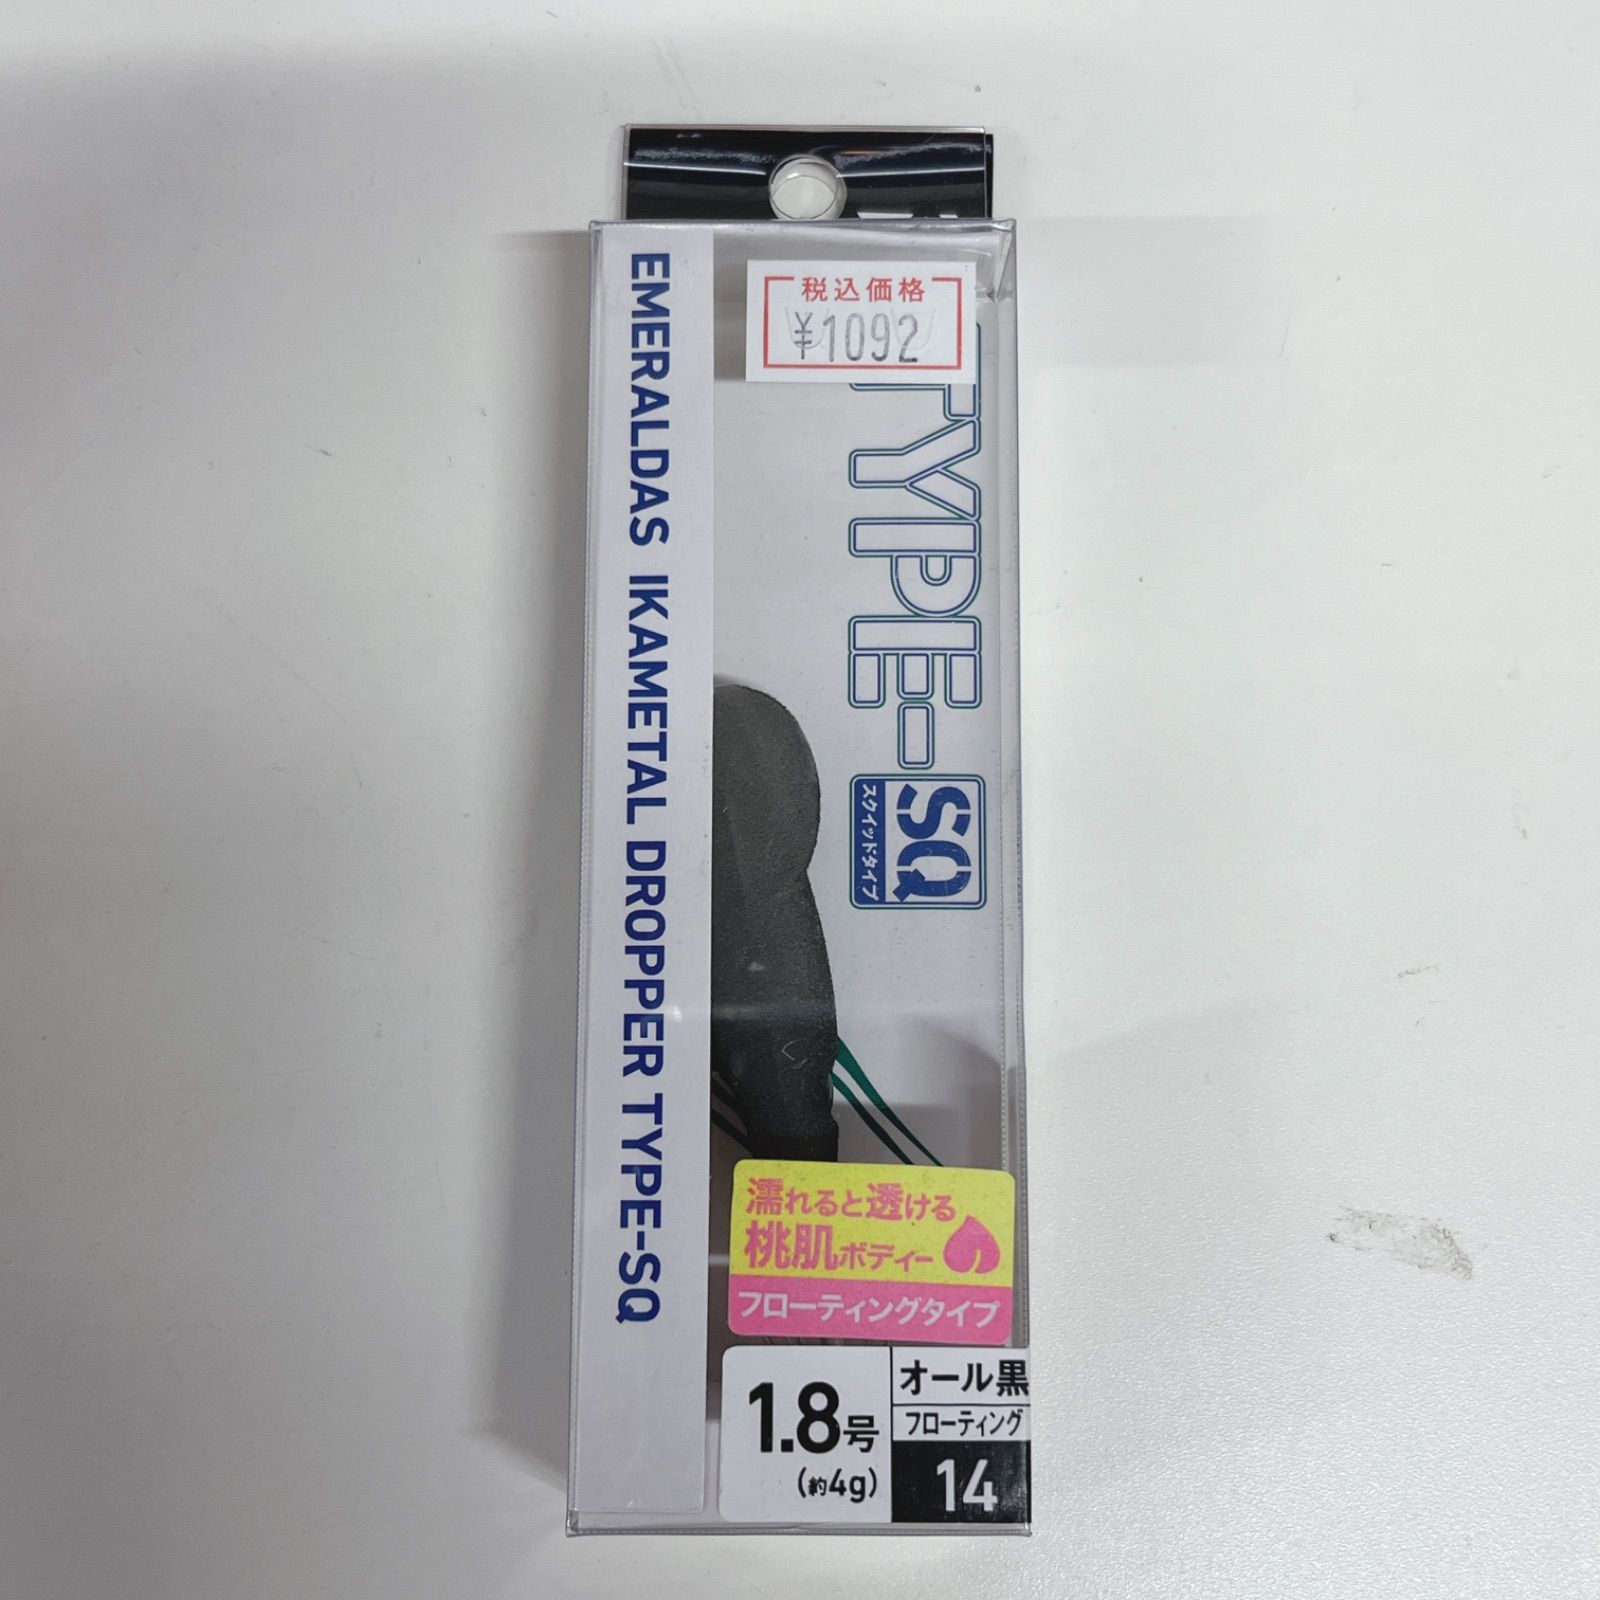 EMERALDAS IKAMETAL DROPPER TYPE-SQ
税込価格
¥1092
TYPE-SQ
スクイッドタイプ
濡れると透ける
桃肌ボディー
フローティングタイプ
1.8号
(約4g)
オール黒
フローティング
14